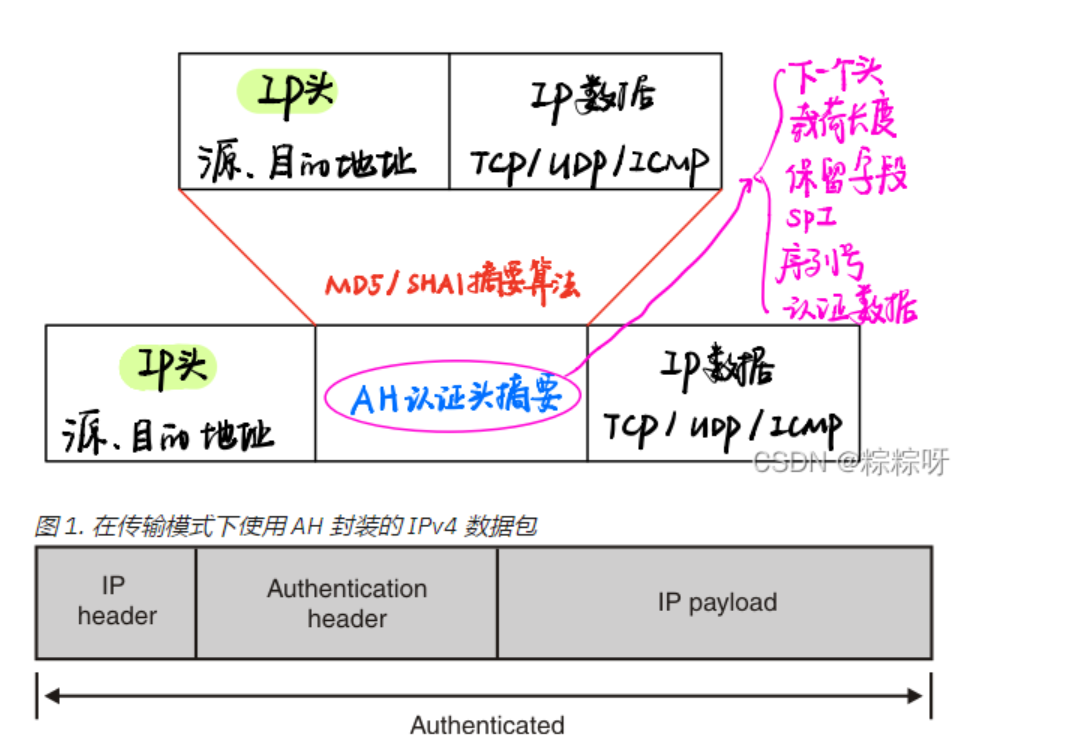 IP头
IP数据
源、目的地址
TCP/UDP/ICMP
下一个头
载荷长度
保留字段
SPI
序列号
认证数据
MD5/SHA1摘要算法
IP头
AH认证头摘要
IP数据
源、目的地址
TCP/UDP/ICMP
CSDN @粽粽呀
图 1. 在传输模式下使用 AH 封装的 IPv4 数据包
IP
header
Authentication
header
IP payload
Authenticated